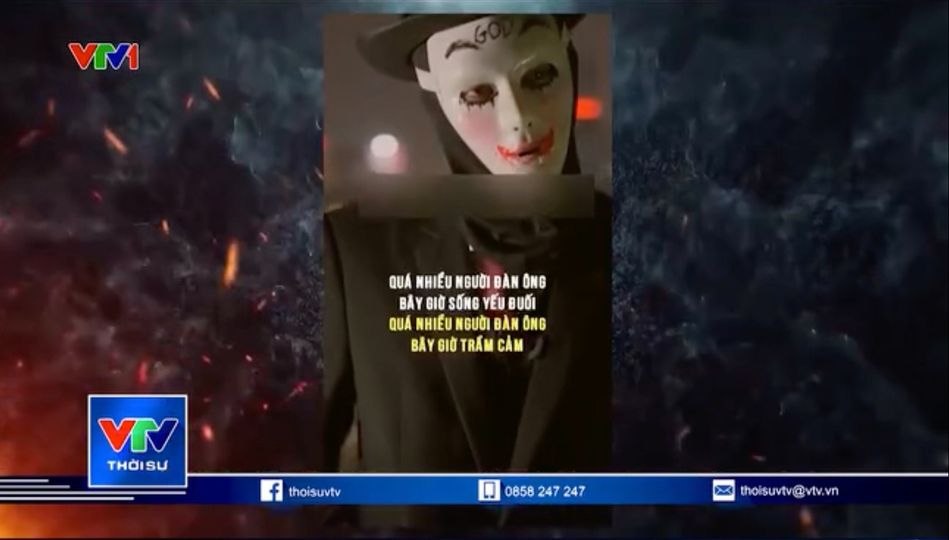 VTV1
GOD
QUÁ NHIỀU NGƯỜI ĐÀN ÔNG
BÂY GIỜ SỐNG YẾU ĐUỐI
QUÁ NHIỀU NGƯỜI ĐÀN ÔNG
BÂY GIỜ TRẦM CẢM
VTV
THỜI SỰ
thoisuvtv
0858 247 247
thoisuvtv@vtv.vn